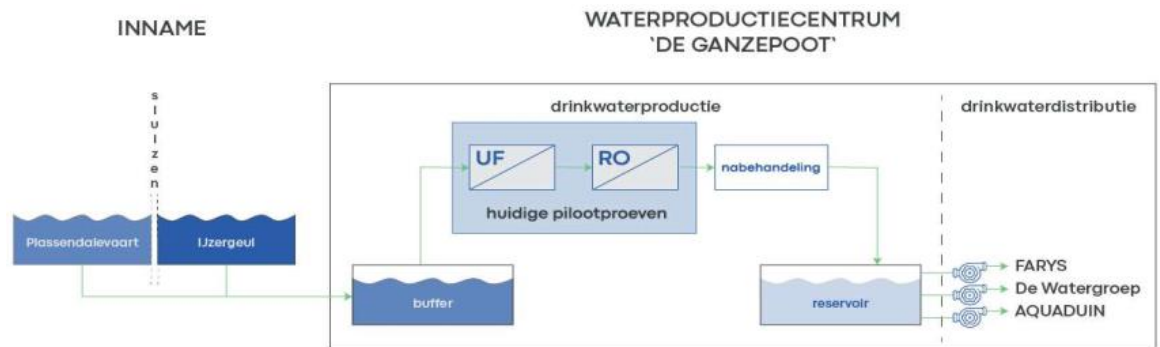 INNAME
WATERPRODUCTIECENTRUM
‘DE GANZEPOOT‘
sluizen
drinkwaterproductie
drinkwaterdistributie
UF
RO
nabehandeling
huidige pilootproeven
Plassendalevaart
IJzergeul
buffer
reservoir
FARYS
De Watergroep
AQUADUIN